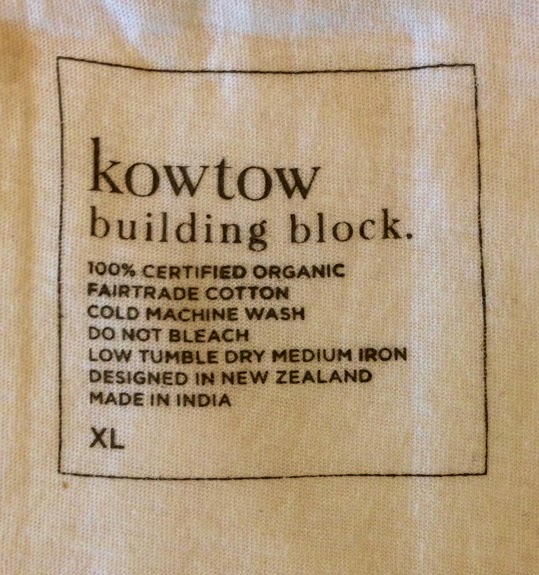 kowtow
building block.
100% CERTIFIED ORGANIC
FAIRTRADE COTTON
COLD MACHINE WASH
DO NOT BLEACH
LOW TUMBLE DRY MEDIUM IRON
DESIGNED IN NEW ZEALAND
MADE IN INDIA
XL